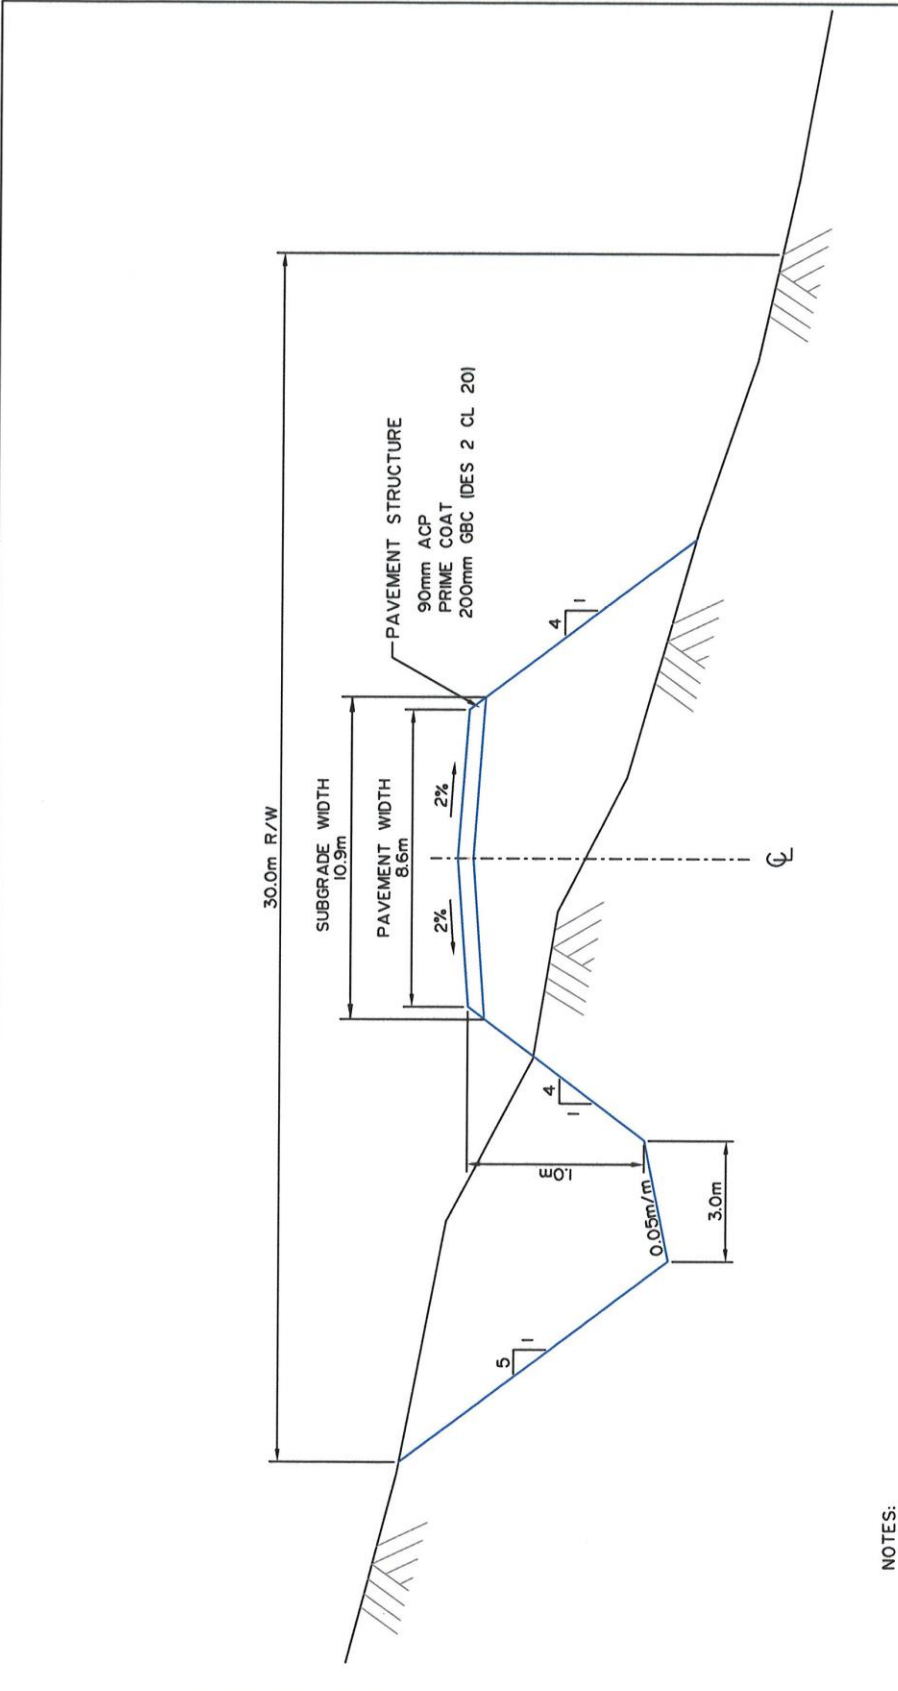 30.0m R/W
SUBGRADE WIDTH
10.9m
PAVEMENT WIDTH
8.6m
2%
2%
PAVEMENT STRUCTURE
90mm ACP
PRIME COAT
200mm GBC (DES 2 CL 20)
5
1
4
1
4
1
1.0m
0.05m/m
3.0m
℄
NOTES: